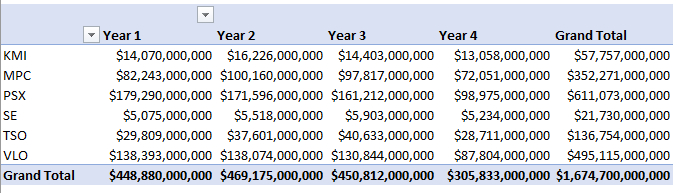 Year 1 Year 2 Year 3 Year 4 Grand Total
KMI $14,070,000,000 $16,226,000,000 $14,403,000,000 $13,058,000,000 $57,757,000,000
MPC $82,243,000,000 $100,160,000,000 $97,817,000,000 $72,051,000,000 $352,271,000,000
PSX $179,290,000,000 $171,596,000,000 $161,212,000,000 $98,975,000,000 $611,073,000,000
SE $5,075,000,000 $5,518,000,000 $5,903,000,000 $5,234,000,000 $21,730,000,000
TSO $29,809,000,000 $37,601,000,000 $40,633,000,000 $28,711,000,000 $136,754,000,000
VLO $138,393,000,000 $138,074,000,000 $130,844,000,000 $87,804,000,000 $495,115,000,000
Grand Total $448,880,000,000 $469,175,000,000 $450,812,000,000 $305,833,000,000 $1,674,700,000,000